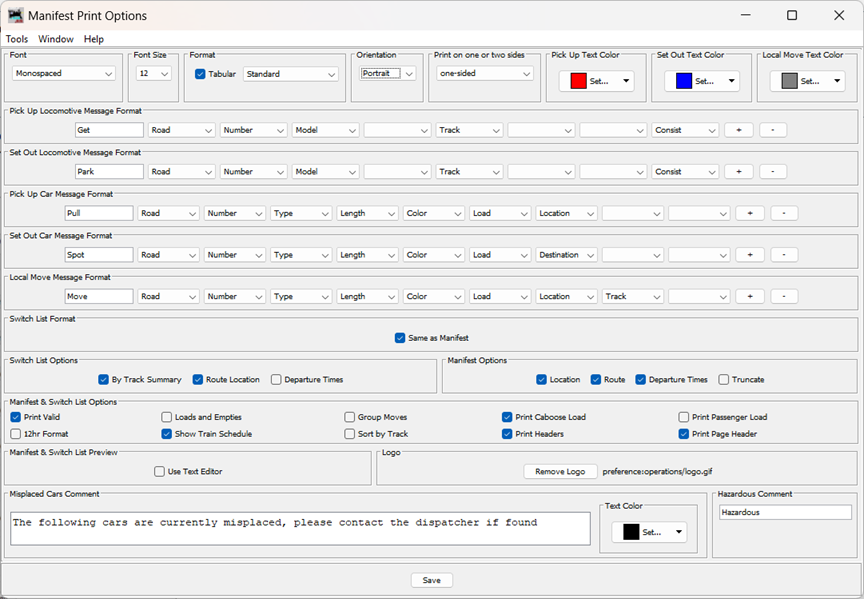 Manifest Print Options
Tools Window Help
Font Font Size Format Orientation Print on one or two sides Pick Up Text Color Set Out Text Color Local Move Text Color
Monospaced 12 Tabular Standard Portrait one-sided Set... Set... Set...
Pick Up Locomotive Message Format
Get Road Number Model Track Consist + -
Set Out Locomotive Message Format
Park Road Number Model Track Consist + -
Pick Up Car Message Format
Pull Road Number Type Length Color Load Location + -
Set Out Car Message Format
Spot Road Number Type Length Color Load Destination + -
Local Move Message Format
Move Road Number Type Length Color Load Location Track + -
Switch List Format
Same as Manifest
Switch List Options Manifest Options
By Track Summary Route Location Departure Times Location Route Departure Times Truncate
Manifest & Switch List Options
Print Valid Loads and Empties Group Moves Print Caboose Load Print Passenger Load
12hr Format Show Train Schedule Sort by Track Print Headers Print Page Header
Manifest & Switch List Preview Logo
Use Text Editor Remove Logo preference:operations/logo.gif
Misplaced Cars Comment Hazardous Comment
Text Color
The following cars are currently misplaced, please contact the dispatcher if found Set... Hazardous
Save